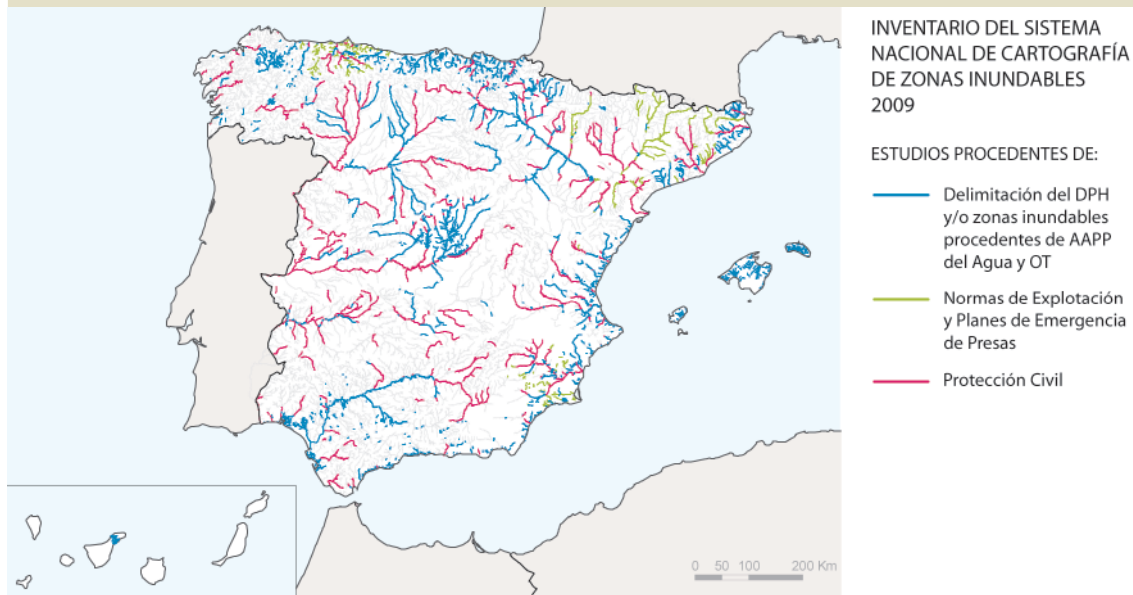 INVENTARIO DEL SISTEMA
NACIONAL DE CARTOGRAFÍA
DE ZONAS INUNDABLES
2009
ESTUDIOS PROCEDENTES DE:
Delimitación del DPH
y/o zonas inundables
procedentes de AAPP
del Agua y OT
Normas de Explotación
y Planes de Emergencia
de Presas
Protección Civil
0 50 100 200 Km